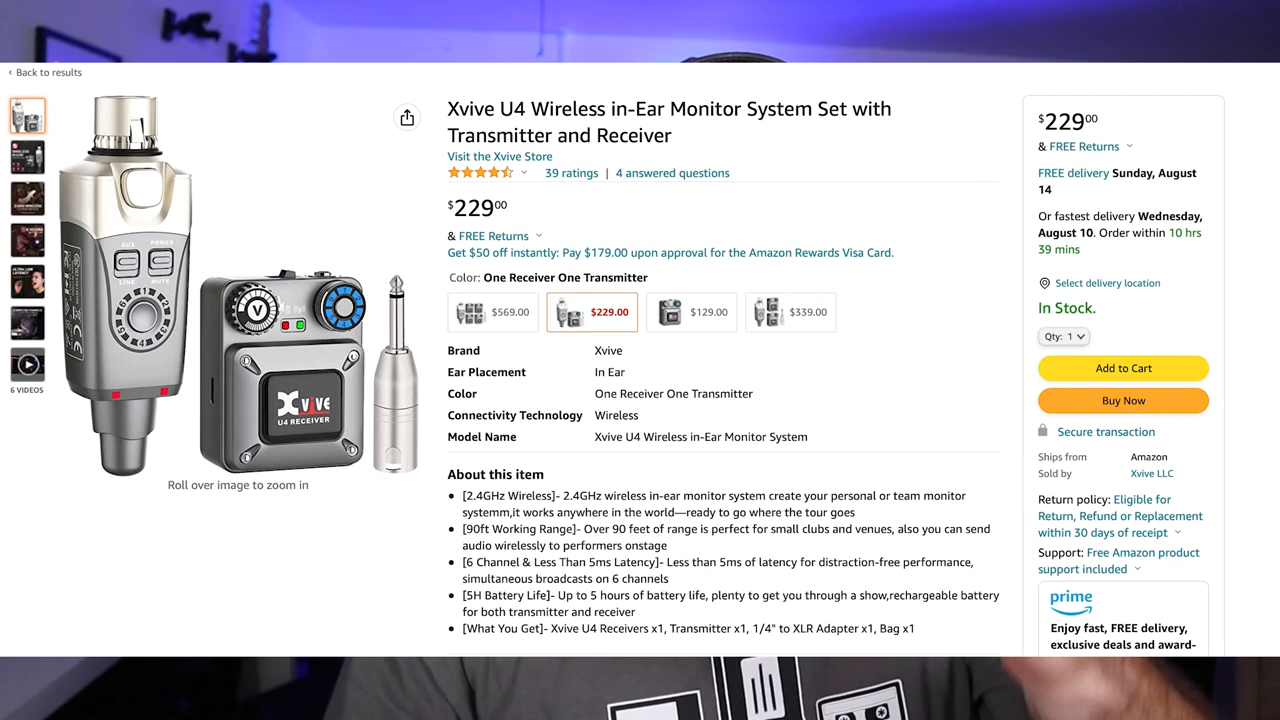 ‹ Back to results
6 VIDEOS
AUX
POWER
LINE
MUTE
6
1
5
2
4
3
V
Xvive
U4 RECEIVER
Roll over image to zoom in
Xvive U4 Wireless in-Ear Monitor System Set with
Transmitter and Receiver
Visit the Xvive Store
39 ratings | 4 answered questions
$22900
& FREE Returns
Get $50 off instantly: Pay $179.00 upon approval for the Amazon Rewards Visa Card.
Color: One Receiver One Transmitter
$569.00
$229.00
$129.00
$339.00
Brand Xvive
Ear Placement In Ear
Color One Receiver One Transmitter
Connectivity Technology Wireless
Model Name Xvive U4 Wireless in-Ear Monitor System
About this item
• [2.4GHz Wireless]- 2.4GHz wireless in-ear monitor system create your personal or team monitor
systemm,it works anywhere in the world—ready to go where the tour goes
• [90ft Working Range]- Over 90 feet of range is perfect for small clubs and venues, also you can send
audio wirelessly to performers onstage
• [6 Channel & Less Than 5ms Latency]- Less than 5ms of latency for distraction-free performance,
simultaneous broadcasts on 6 channels
• [5H Battery Life]- Up to 5 hours of battery life, plenty to get you through a show,rechargeable battery
for both transmitter and receiver
• [What You Get]- Xvive U4 Receivers x1, Transmitter x1, 1/4" to XLR Adapter x1, Bag x1
$22900
& FREE Returns
FREE delivery Sunday, August
14
Or fastest delivery Wednesday,
August 10. Order within 10 hrs
39 mins
Select delivery location
In Stock.
Qty: 1
Add to Cart
Buy Now
Secure transaction
Ships from Amazon
Sold by Xvive LLC
Return policy: Eligible for
Return, Refund or Replacement
within 30 days of receipt
Support: Free Amazon product
support included
prime
Enjoy fast, FREE delivery,
exclusive deals and award-